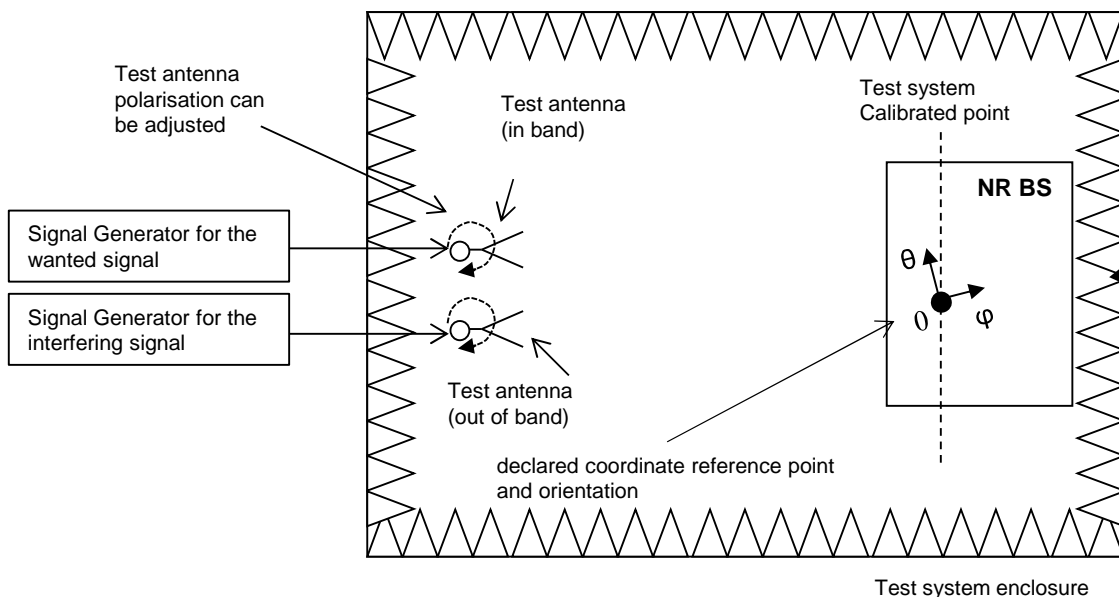 Test antenna
polarisation can
be adjusted
Test antenna
(in band)
Test system
Calibrated point
NR BS
Signal Generator for the
wanted signal
θ
0
φ
Signal Generator for the
interfering signal
Test antenna
(out of band)
declared coordinate reference point
and orientation
Test system enclosure